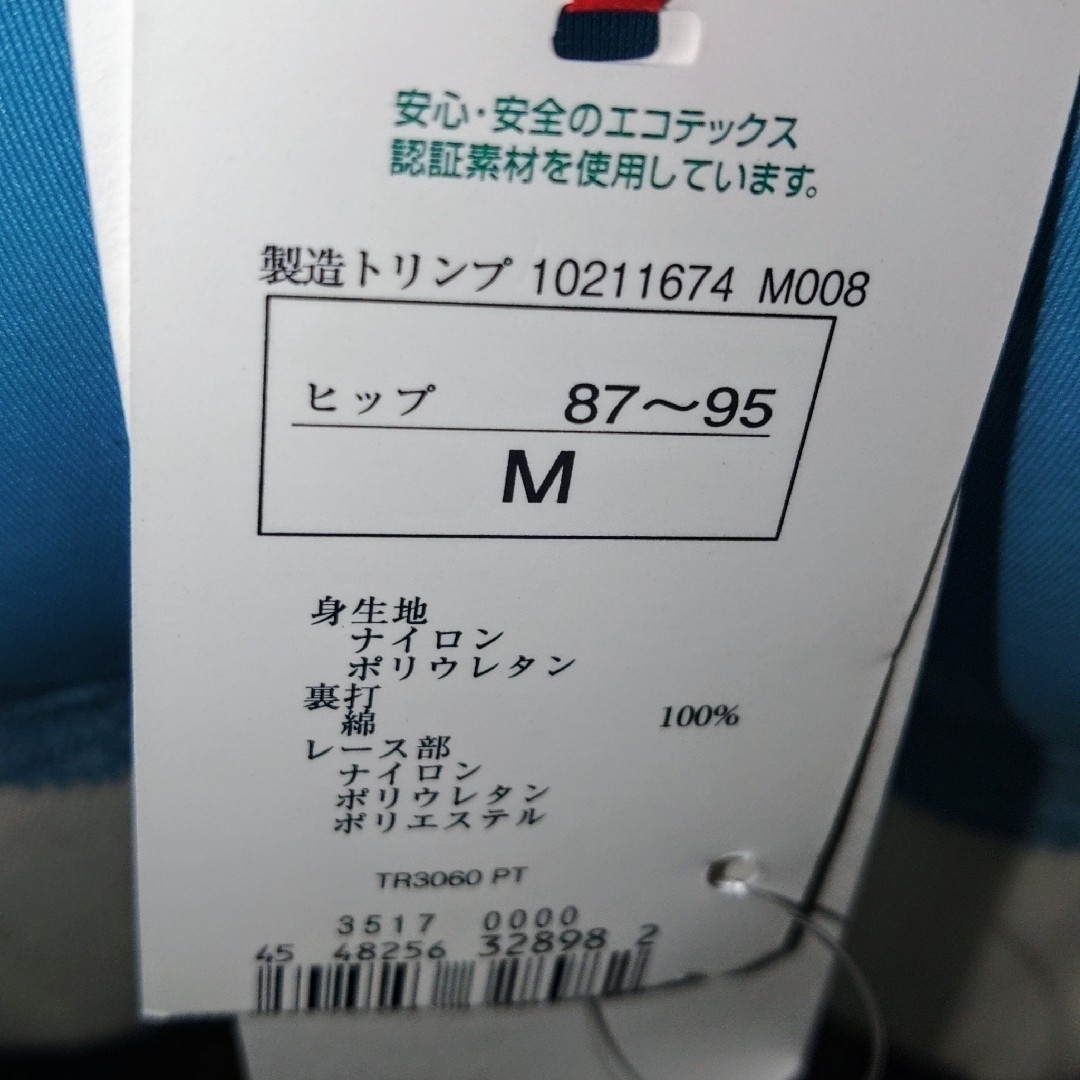 安心・安全のエコテックス
認証素材を使用しています。
製造トリンプ 10211674 M008
ヒップ 87〜95
M
身生地
ナイロン
ポリウレタン
裏打
綿 100%
レース部
ナイロン
ポリウレタン
ポリエステル
TR3060 PT
3517 0000
45 48256 32898 2